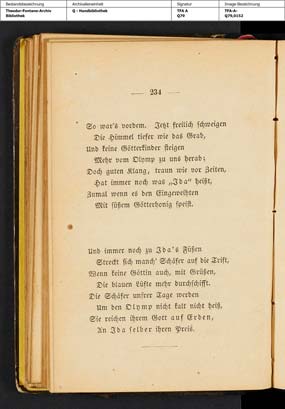 Bestandsbezeichnung
Theodor-Fontane-Archiv
Bibliothek
Archivalieneinheit
Q - Handbibliothek
Signatur
TFA A
Q79
Image-Bezeichnung
TFA-A-
Q79,0152
— 234 —
So war's vordem. Jetzt freilich schweigen
Die Himmel tiefer wie das Grab,
Und keine Götterkinder steigen
Mehr vom Olymp zu uns herab;
Doch guten Klang, traun wie vor Zeiten,
Hat immer noch was „Ida“ heißt,
Zumal wenn es den Eingeweihten
Mit süßem Götterhonig speist.
Und immer noch zu Ida's Füßen
Streckt sich manch' Schäfer auf die Trift,
Wenn keine Göttin auch, mit Grüßen,
Die blauen Lüfte mehr durchschifft.
Die Schäfer unsrer Tage werden
Um den Olymp nicht kalt nicht heiß,
Sie reichen ihrem Gott auf Erden,
An Ida selber ihren Preis.